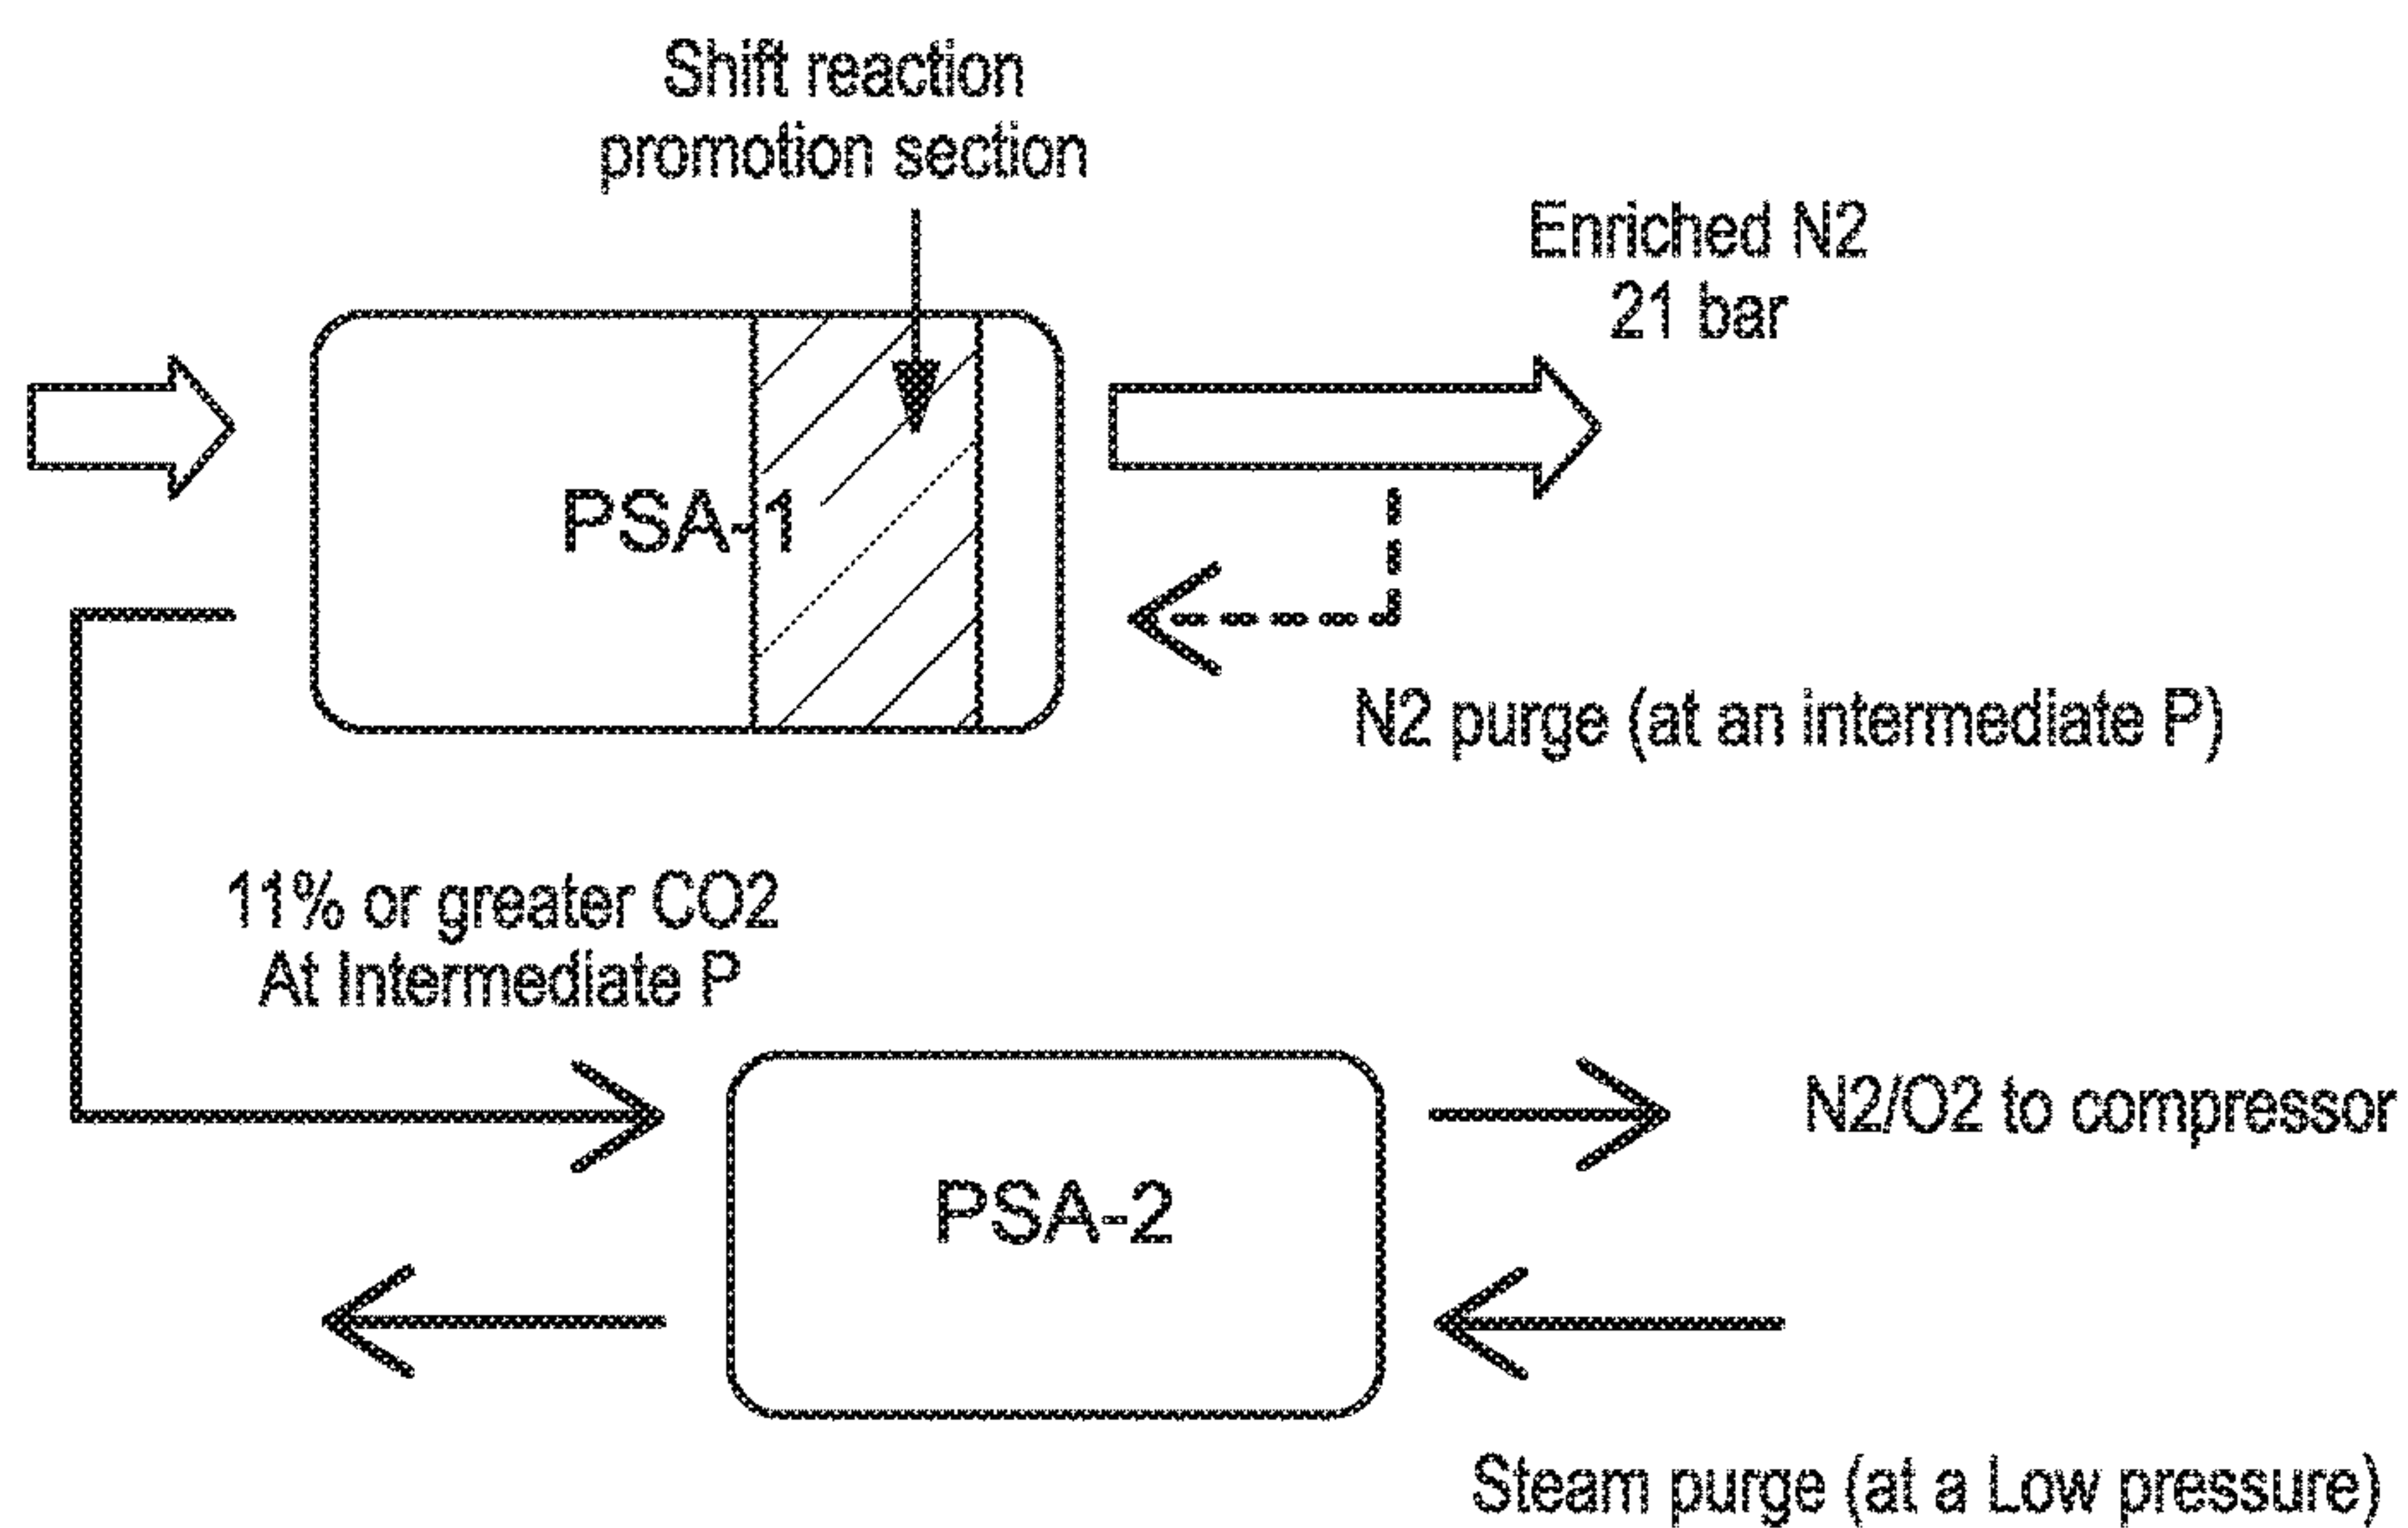 Shift reaction
promotion section
Enriched N2
21 bar
PSA-1
N2 purge (at an intermediate P)
11% or greater CO2
At Intermediate P
N2/O2 to compressor
PSA-2
Steam purge (at a Low pressure)